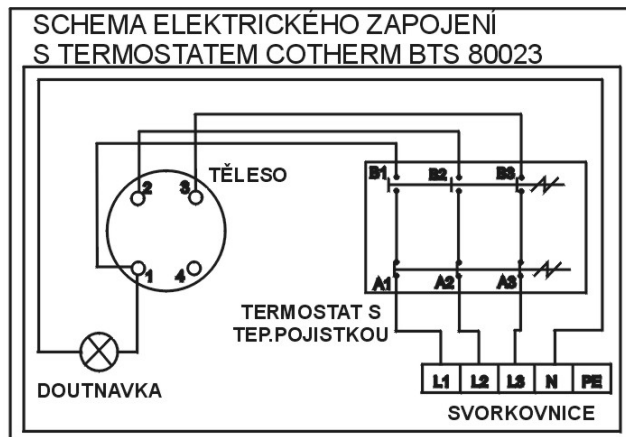 SCHEMA ELEKTRICKÉHO ZAPOJENÍ
S TERMOSTATEM COTHERM BTS 80023
2 3
TĚLESO
B1 B2 B3
1 4
A1 A2 A3
TERMOSTAT S
TEP.POJISTKOU
DOUTNAVKA
L1 L2 L3 N PE
SVORKOVNICE